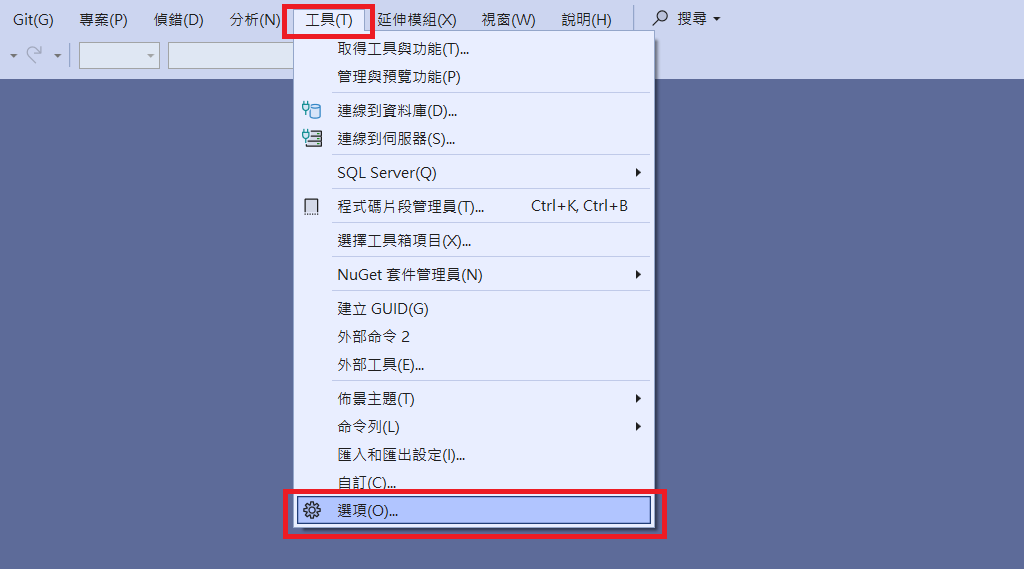 Git(G) 專案(P) 偵錯(D) 分析(N) 工具(T) 延伸模組(X) 視窗(W) 說明(H) 搜尋
取得工具與功能(T)...
管理與預覽功能(P)
連線到資料庫(D)...
連線到伺服器(S)...
SQL Server(Q)
程式碼片段管理員(T)... Ctrl+K, Ctrl+B
選擇工具箱項目(X)...
NuGet 套件管理員(N)
建立 GUID(G)
外部命令 2
外部工具(E)...
佈景主題(T)
命令列(L)
匯入和匯出設定(I)...
自訂(C)...
選項(O)...